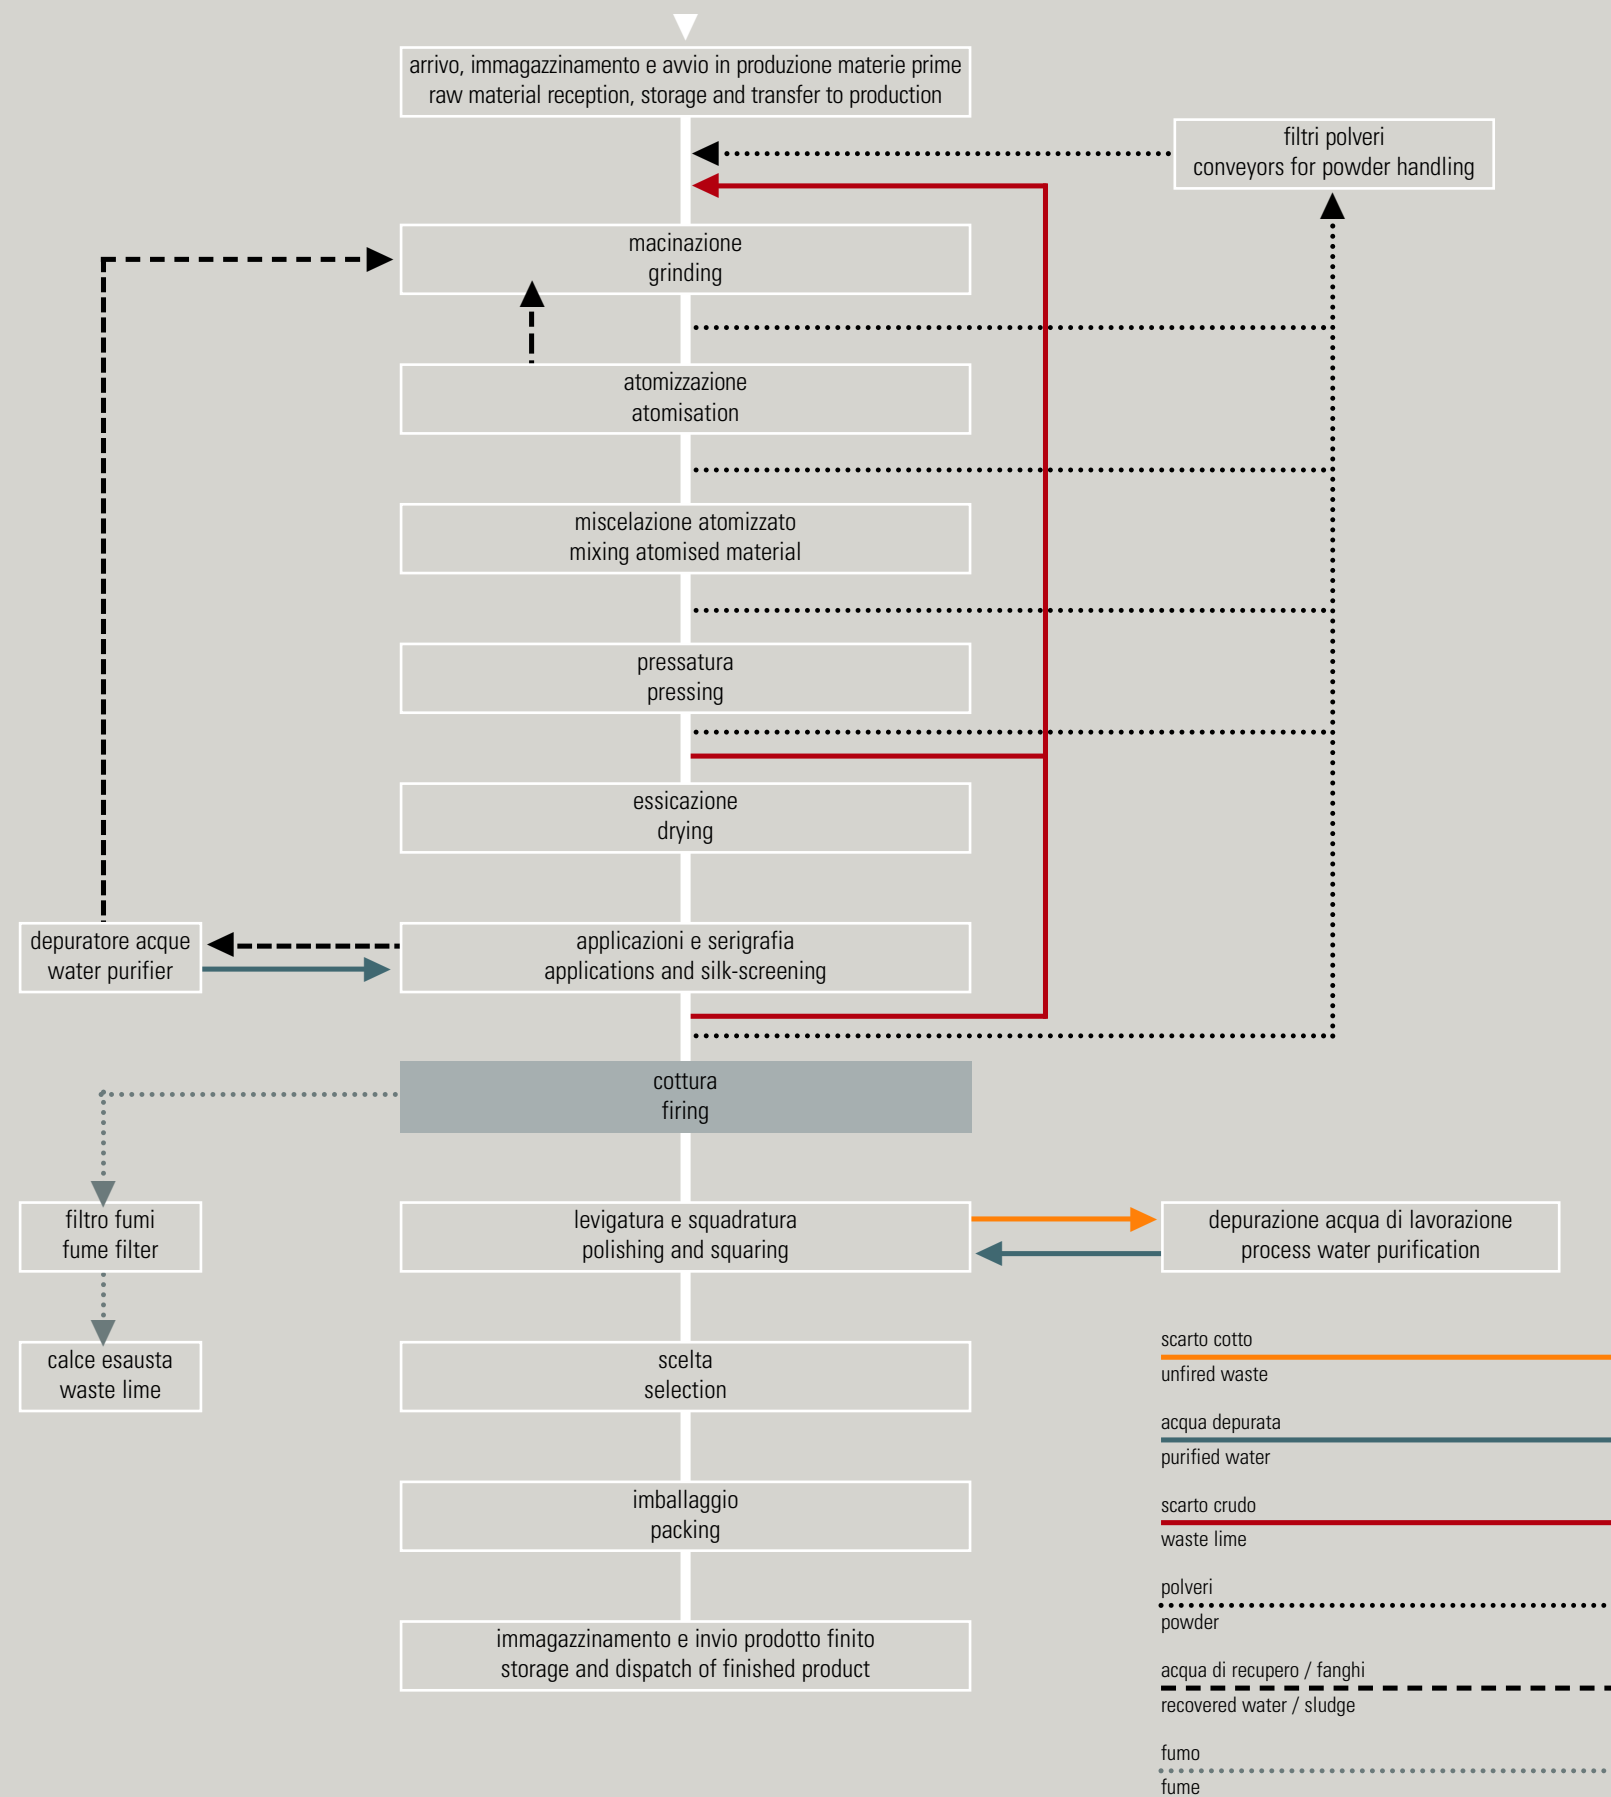 arrivo, immagazzinamento e avvio in produzione materie prime
raw material reception, storage and transfer to production
filtri polveri
conveyors for powder handling
macinazione
grinding
atomizzazione
atomisation
miscelazione atomizzato
mixing atomised material
pressatura
pressing
essicazione
drying
depuratore acque
water purifier
applicazioni e serigrafia
applications and silk-screening
cottura
firing
filtro fumi
fume filter
levigatura e squadratura
polishing and squaring
depurazione acqua di lavorazione
process water purification
calce esausta
waste lime
scelta
selection
imballaggio
packing
immagazzinamento e invio prodotto finito
storage and dispatch of finished product
scarto cotto
unfired waste
acqua depurata
purified water
scarto crudo
waste lime
polveri
powder
acqua di recupero / fanghi
recovered water / sludge
fumo
fume